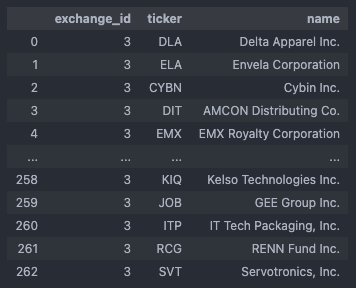 exchange_id ticker name
0 3 DLA Delta Apparel Inc.
1 3 ELA Envela Corporation
2 3 CYBN Cybin Inc.
3 3 DIT AMCON Distributing Co.
4 3 EMX EMX Royalty Corporation
... ... ... ...
258 3 KIQ Kelso Technologies Inc.
259 3 JOB GEE Group Inc.
260 3 ITP IT Tech Packaging, Inc.
261 3 RCG RENN Fund Inc.
262 3 SVT Servotronics, Inc.